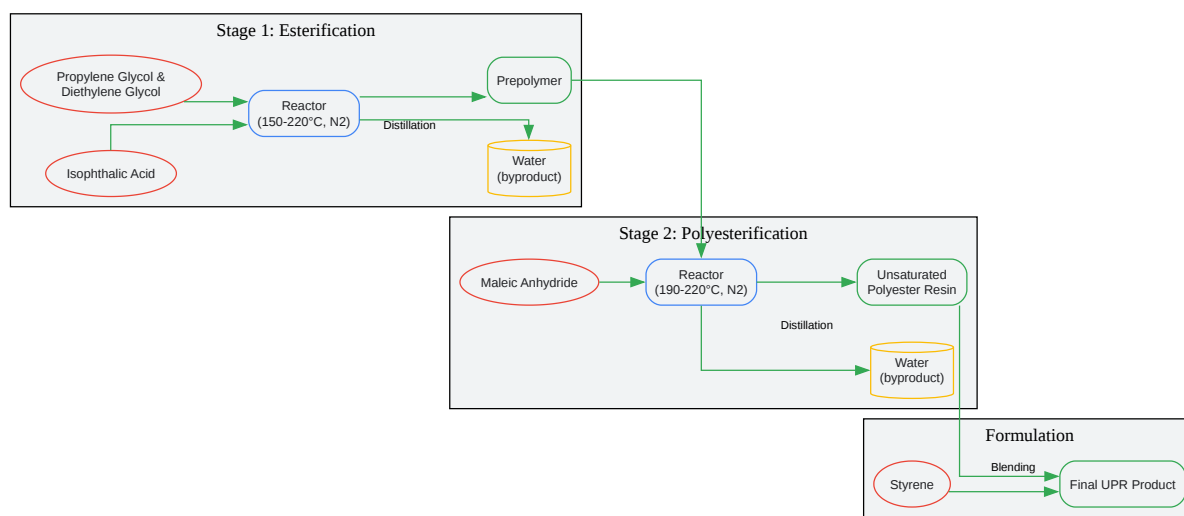 Stage 1: Esterification
Propylene Glycol &
Diethylene Glycol
Isophthalic Acid
Reactor
(150-220°C, N2)
Prepolymer
Distillation
Water
(byproduct)
Stage 2: Polyesterification
Maleic Anhydride
Reactor
(190-220°C, N2)
Unsaturated
Polyester Resin
Distillation
Water
(byproduct)
Formulation
Blending
Styrene
Final UPR Product